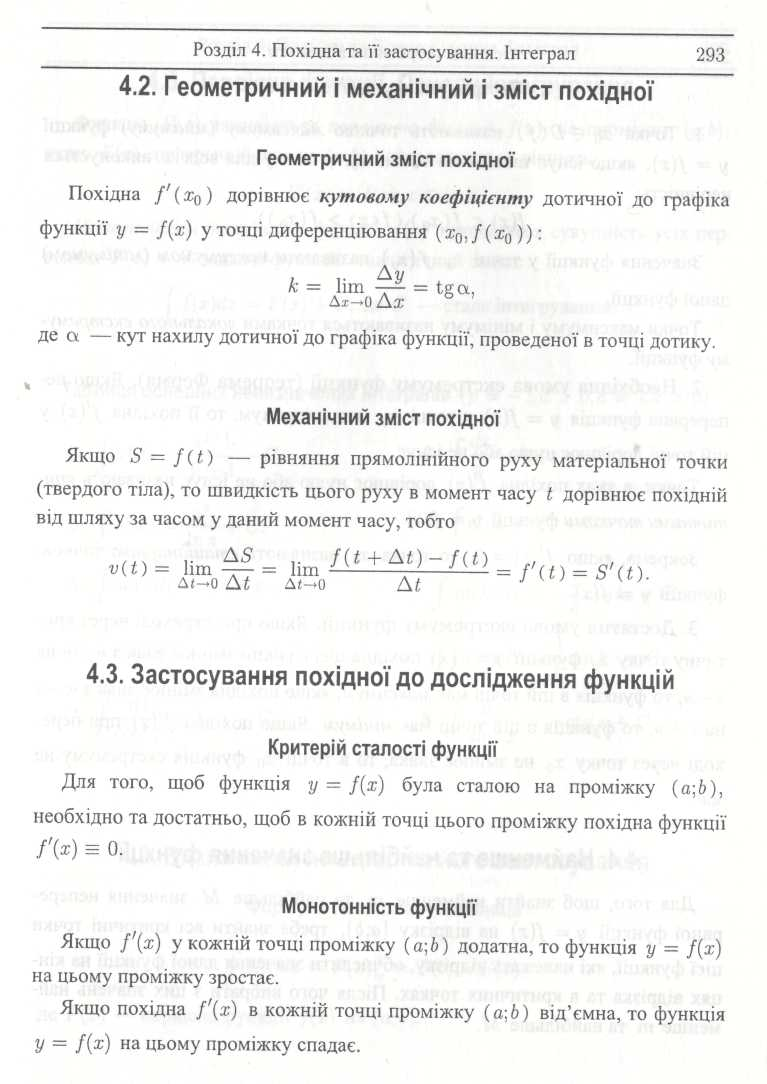 Розділ 4. Похідна та її застосування. Інтеграл 293
4.2. Геометричний і механічний і зміст похідної
Геометричний зміст похідної
Похідна f′(x₀) дорівнює кутовому коефіцієнту дотичної до графіка
функції y = f(x) у точці диференціювання (x₀, f(x₀)):
k = lim_{Δx→0} Δy/Δx = tg α,
де α — кут нахилу дотичної до графіка функції, проведеної в точці дотику.
Механічний зміст похідної
Якщо S = f(t) — рівняння прямолінійного руху матеріальної точки
(твердого тіла), то швидкість цього руху в момент часу t дорівнює похідній
від шляху за часом у даний момент часу, тобто
v(t) = lim_{Δt→0} ΔS/Δt = lim_{Δt→0} (f(t + Δt) − f(t))/Δt = f′(t) = S′(t).
4.3. Застосування похідної до дослідження функцій
Критерій сталості функції
Для того, щоб функція y = f(x) була сталою на проміжку (a;b),
необхідно та достатньо, щоб в кожній точці цього проміжку похідна функції
f′(x) ≡ 0.
Монотонність функції
Якщо f′(x) у кожній точці проміжку (a;b) додатна, то функція y = f(x)
на цьому проміжку зростає.
Якщо похідна f′(x) в кожній точці проміжку (a;b) від’ємна, то функція
y = f(x) на цьому проміжку спадає.